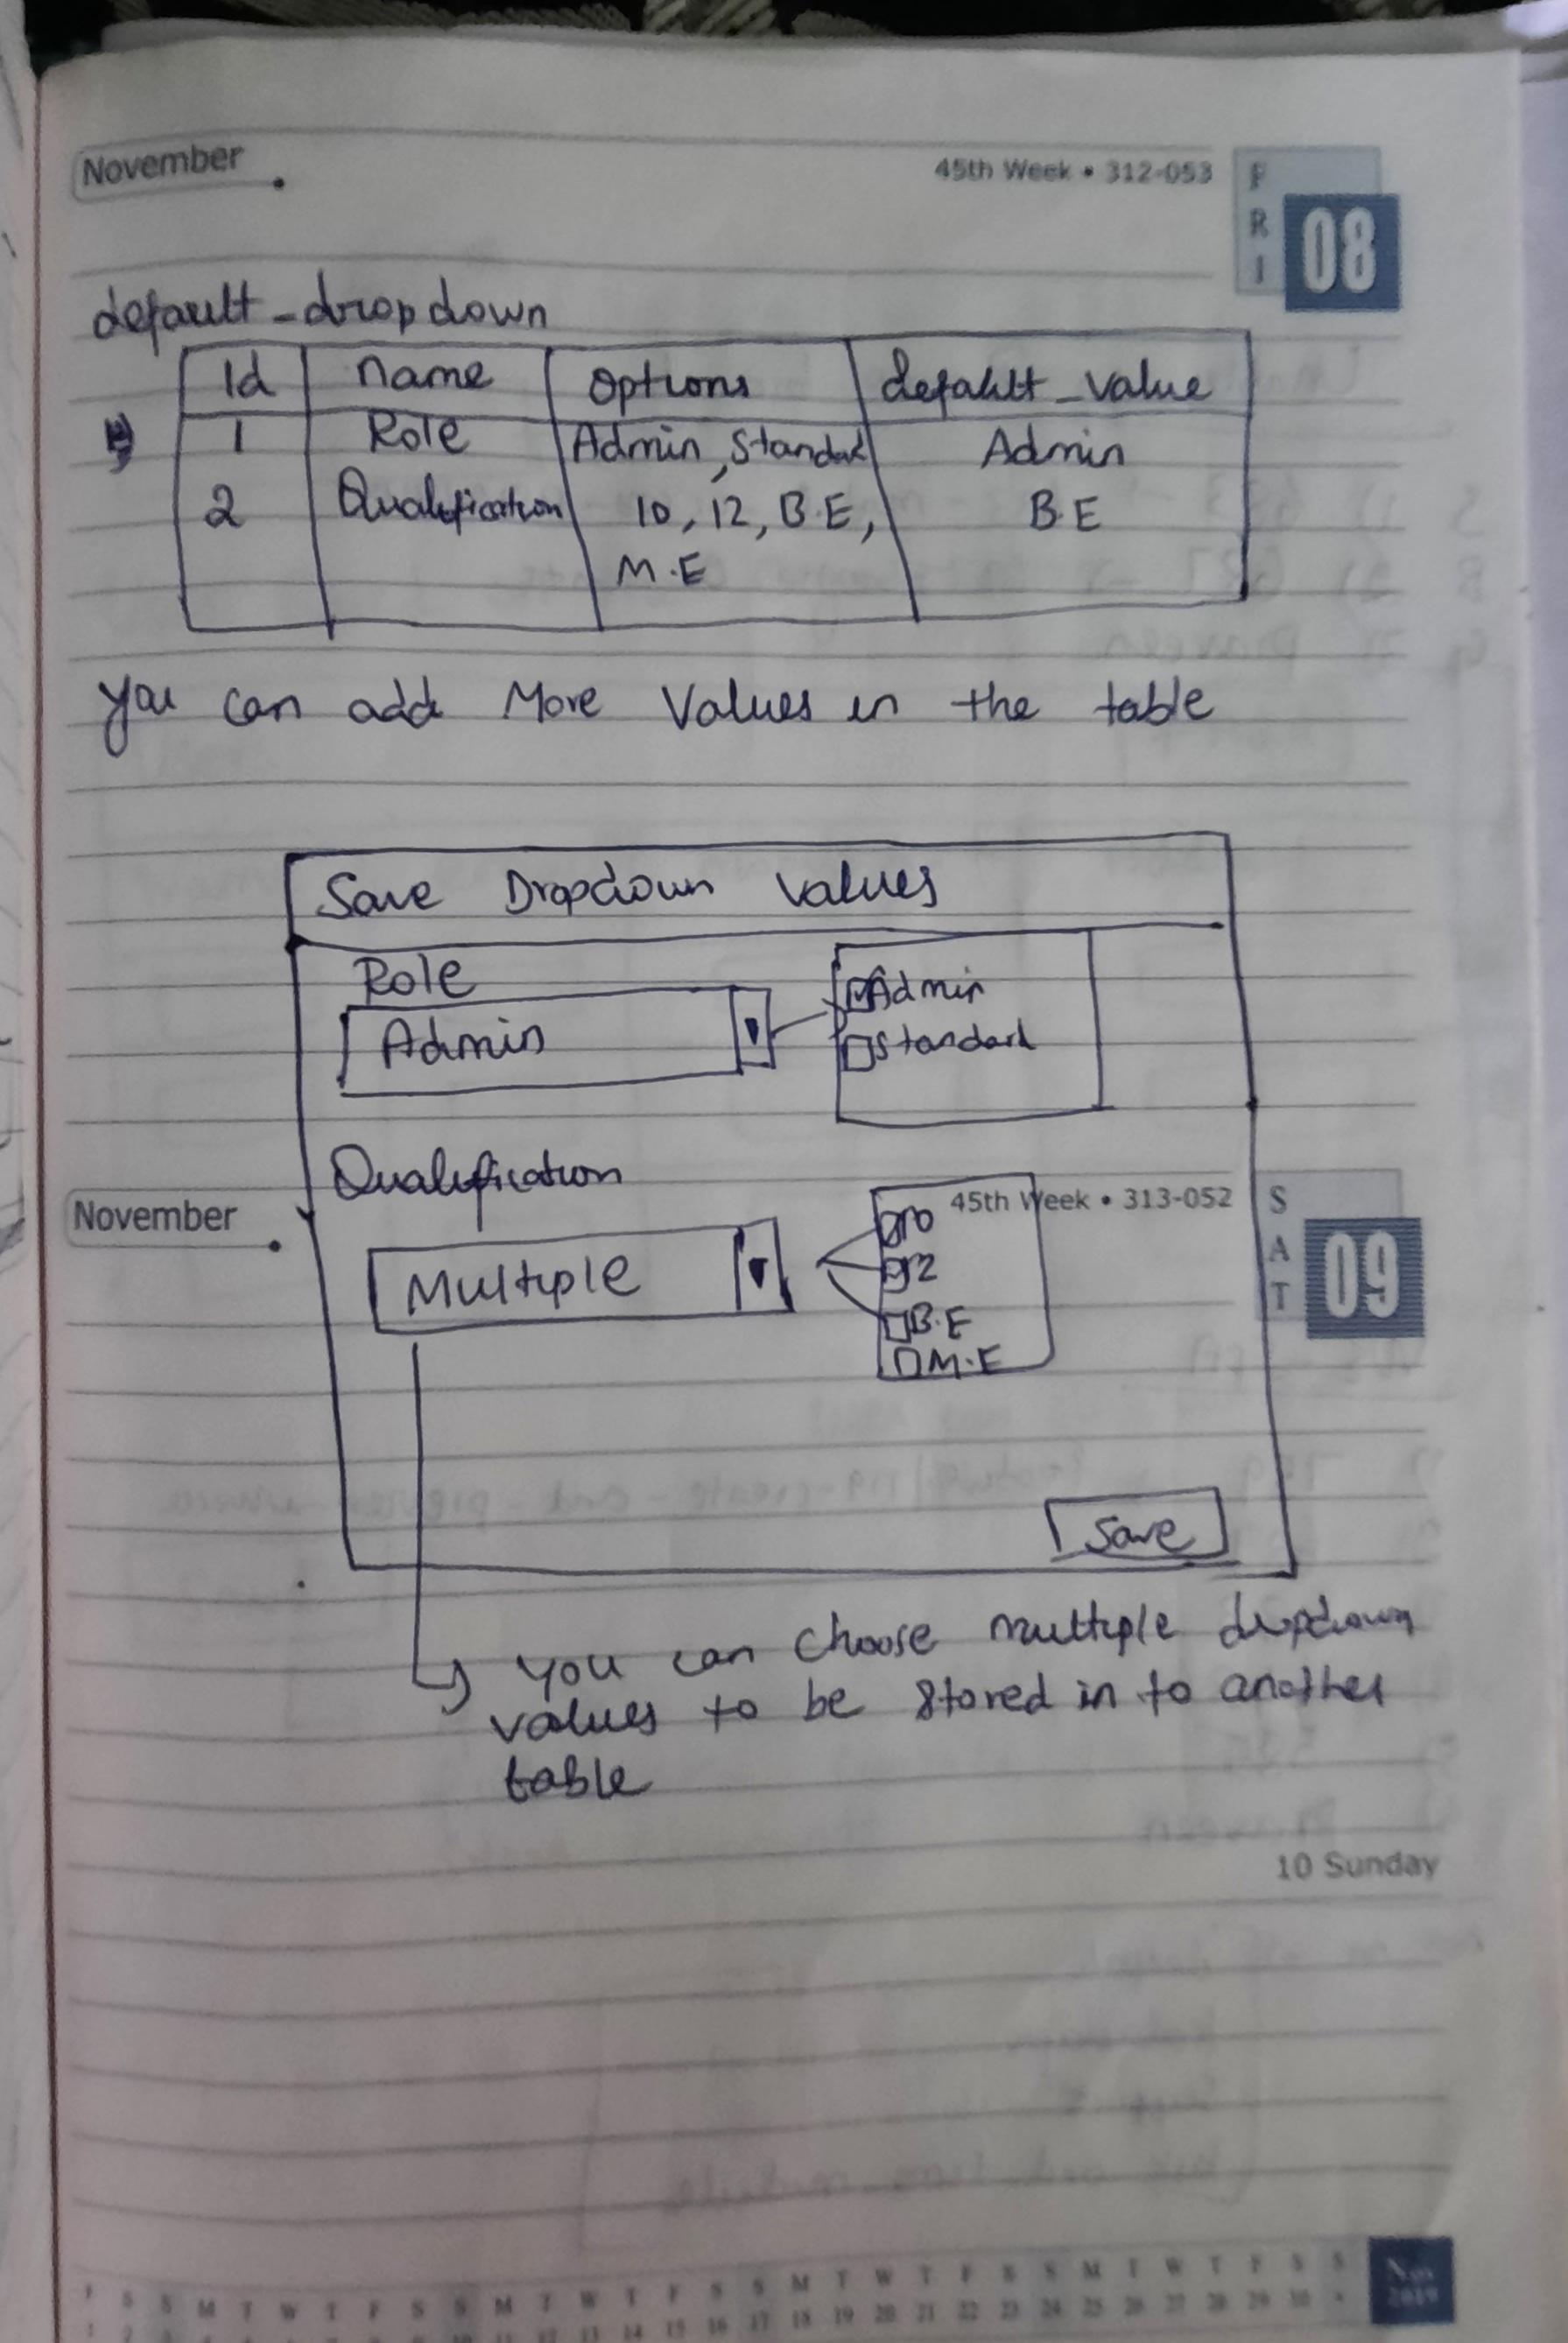 November
45th Week • 312-053
FRI
08
default_dropdown
Id name options default_value
1 Role Admin, Standard Admin
2 Qualification 10, 12, B.E, B.E
M.E
You can add More Values in the table
Save Dropdown values
Role
Admin
Admin
Standard
Qualification
November
45th Week • 313-052
SAT
09
Multiple
10
12
B.E
M.E
Save
You can choose multiple dropdown
values to be stored in to another
table
10 Sunday
Nov
2019